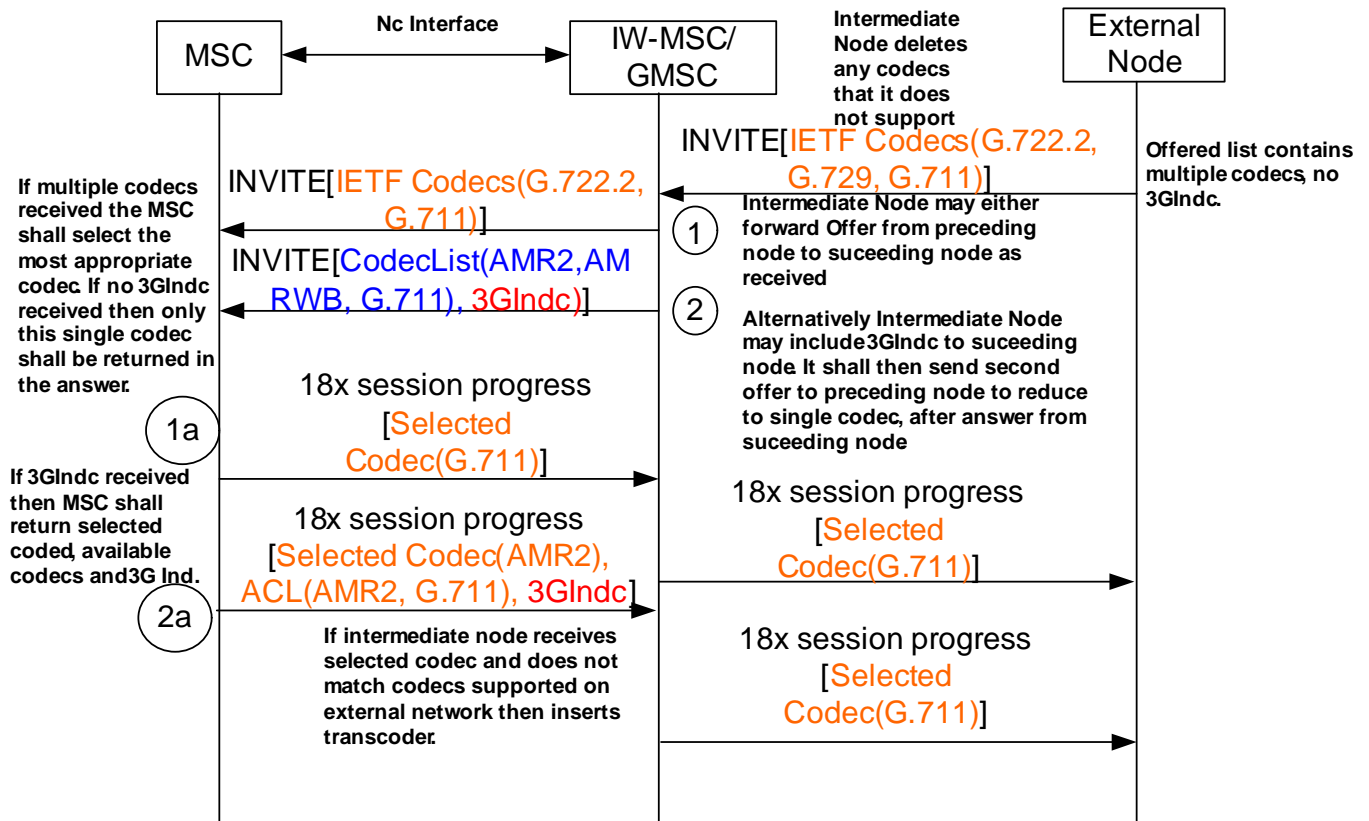 MSC
Nc Interface
IW-MSC/
GMSC
Intermediate
Node deletes
any codecs
that it does
not support
External
Node
INVITE[IETF Codecs(G.722.2,
G.729, G.711)]
Offered list contains
multiple codecs, no
3GIndc.
If multiple codecs
received the MSC
shall select the
most appropriate
codec. If no 3GIndc
received then only
this single codec
shall be returned in
the answer.
INVITE[IETF Codecs(G.722.2,
G.711)]
1
Intermediate Node may either
forward Offer from preceding
node to suceeding node as
received
INVITE[CodecList(AMR2,AM
RWB, G.711), 3GIndc)]
2
Alternatively Intermediate Node
may include 3GIndc to suceeding
node. It shall then send second
offer to preceding node to reduce
to single codec, after answer from
suceeding node
1a
18x session progress
[Selected
Codec(G.711)]
If 3GIndc received
then MSC shall
return selected
coded, available
codecs and 3G Ind.
18x session progress
[Selected
Codec(G.711)]
2a
18x session progress
[Selected Codec(AMR2),
ACL(AMR2, G.711), 3GIndc]
If intermediate node receives
selected codec and does not
match codecs supported on
external network then inserts
transcoder.
18x session progress
[Selected
Codec(G.711)]